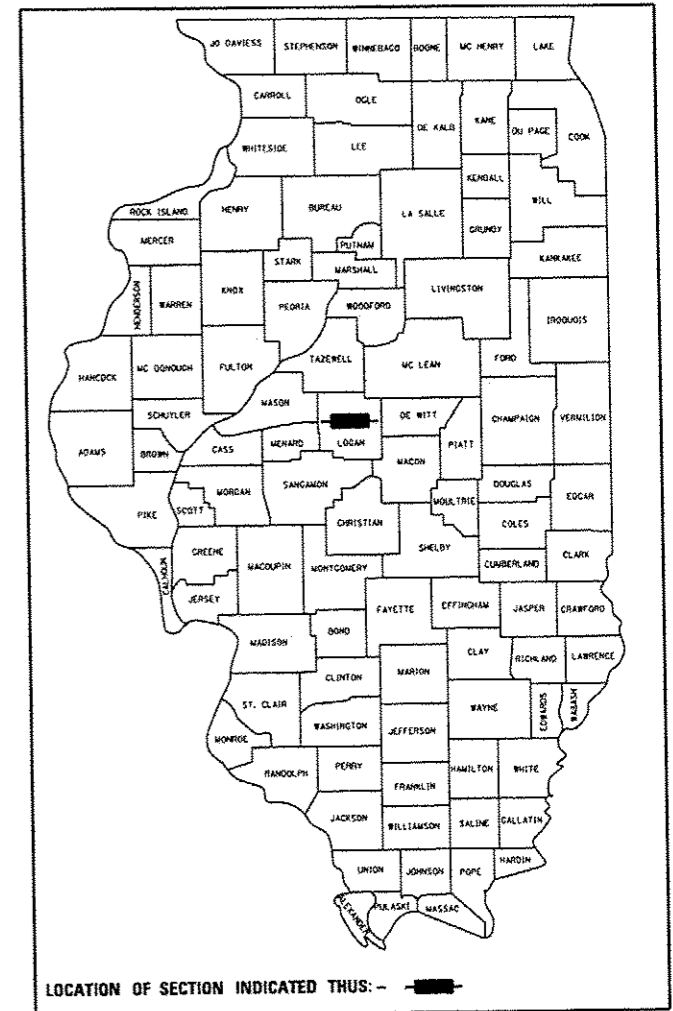 JO DAVIESS STEPHENSON WINNEBAGO BOONE MC HENRY LAKE
CARROLL OGLE DE KALB KANE DU PAGE COOK
WHITESIDE LEE
KENDALL WILL
ROCK ISLAND HENRY BUREAU LA SALLE GRUNDY
MERCER PUTNAM
STARK MARSHALL KANKAKEE
HENDERSON WARREN KNOX PEORIA WOODFORD LIVINGSTON IROQUOIS
HANCOCK MC DONOUGH FULTON TAZEWELL MC LEAN FORD
MASON
SCHUYLER DE WITT CHAMPAIGN VERMILION
ADAMS BROWN CASS MENARD LOGAN PIATT
MACON
PIKE SCOTT MORGAN SANGAMON MOULTRIE DOUGLAS EDGAR
CHRISTIAN COLES
CALHOUN GREENE MACOUPIN MONTGOMERY SHELBY CUMBERLAND CLARK
JERSEY FAYETTE EFFINGHAM JASPER CRAWFORD
MADISON BOND
CLAY RICHLAND LAWRENCE
CLINTON MARION
ST. CLAIR WAYNE EDWARDS WABASH
MONROE WASHINGTON JEFFERSON
RANDOLPH PERRY HAMILTON WHITE
FRANKLIN
JACKSON WILLIAMSON SALINE GALLATIN
UNION JOHNSON POPE HARDIN
ALEXANDER PULASKI MASSAC
LOCATION OF SECTION INDICATED THUS: -